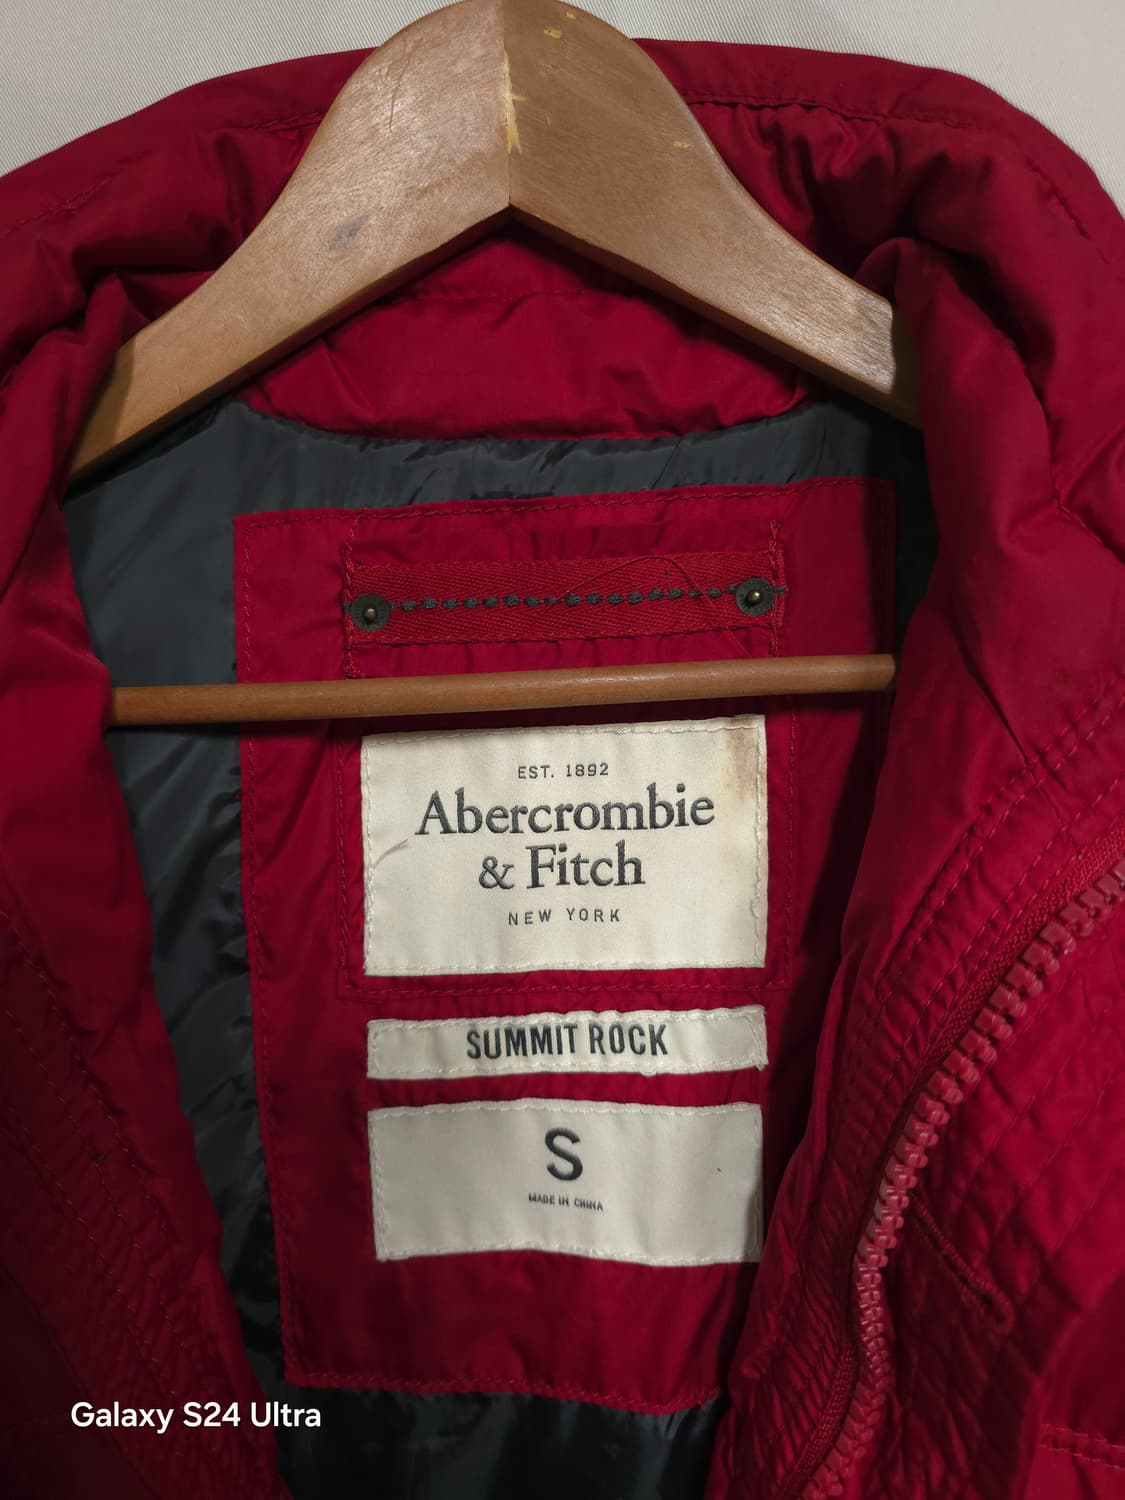 EST. 1892
Abercrombie
& Fitch
NEW YORK
SUMMIT ROCK
S
MADE IN CHINA
Galaxy S24 Ultra